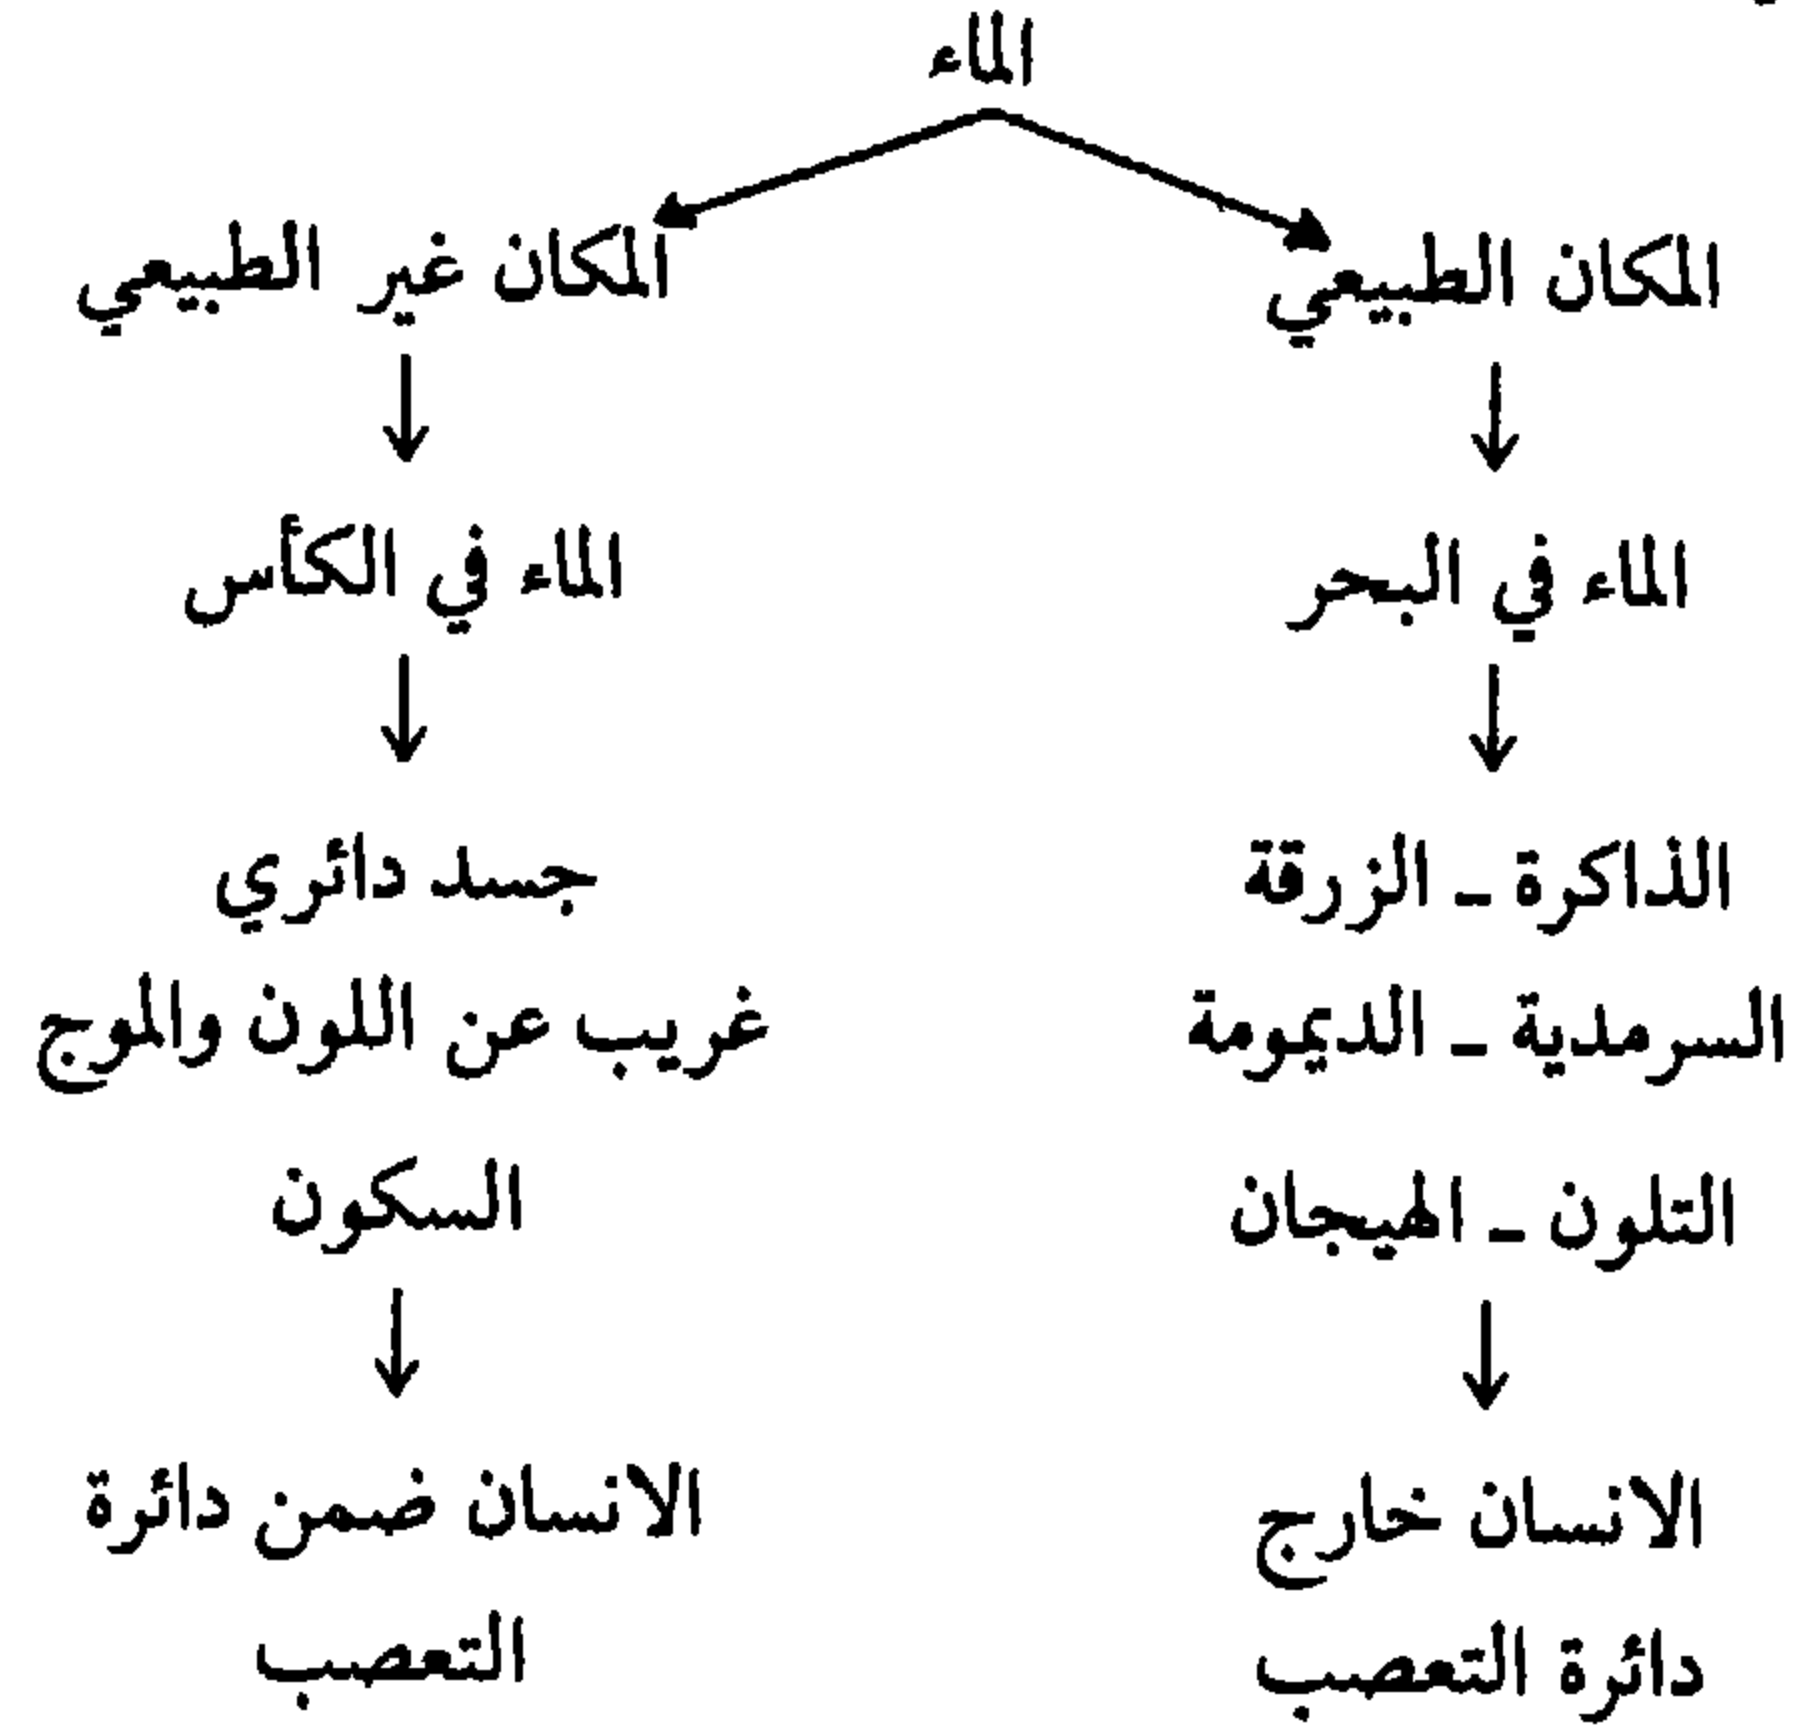 الماء
المكان الطبيعي
المكان غير الطبيعي
الماء في البحر
الماء في الكأس
الذاكرة ـ الزرقة
جسد دائري
السرمدية ـ الديمومة
غريب عن اللون والموج
التلون ـ الهيجان
السكون
الانسان خارج
الانسان ضمن دائرة
دائرة التعصب
التعصب